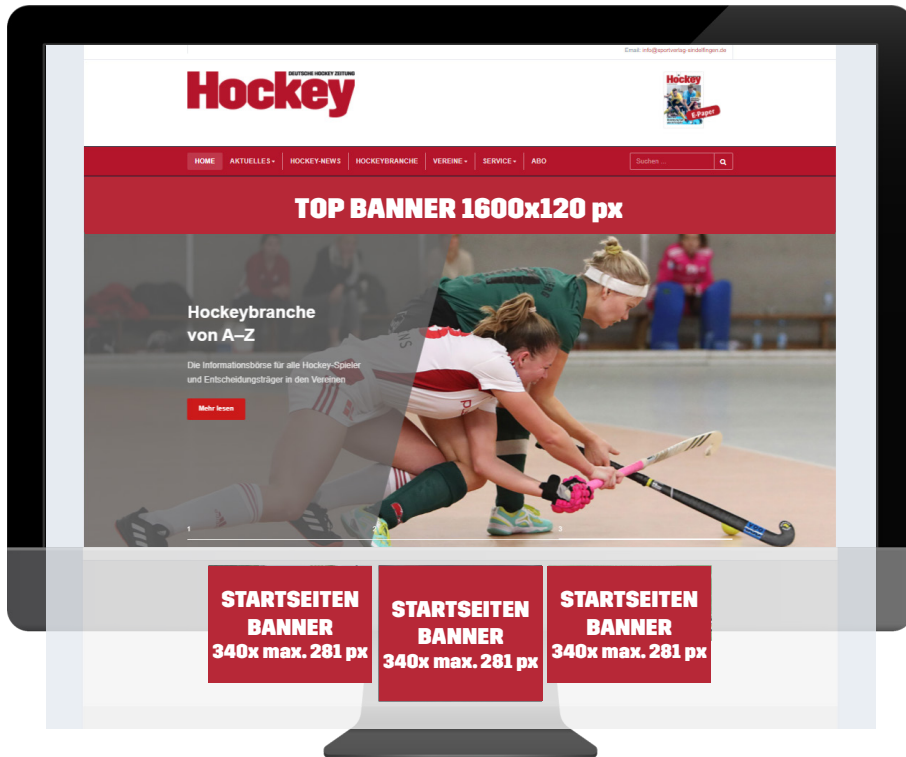 Email: info@sportverlag-sindelfingen.de
DEUTSCHE HOCKEY ZEITUNG
Hockey
Hockey
E-Paper
HOME AKTUELLES HOCKEY-NEWS HOCKEYBRANCHE VEREINE SERVICE ABO Suchen ...
TOP BANNER 1600x120 px
Hockeybranche
von A–Z
Die Informationsbörse für alle Hockey-Spieler
und Entscheidungsträger in den Vereinen
Mehr lesen
1 2 3
STARTSEITEN
BANNER
340x max. 281 px
STARTSEITEN
BANNER
340x max. 281 px
STARTSEITEN
BANNER
340x max. 281 px